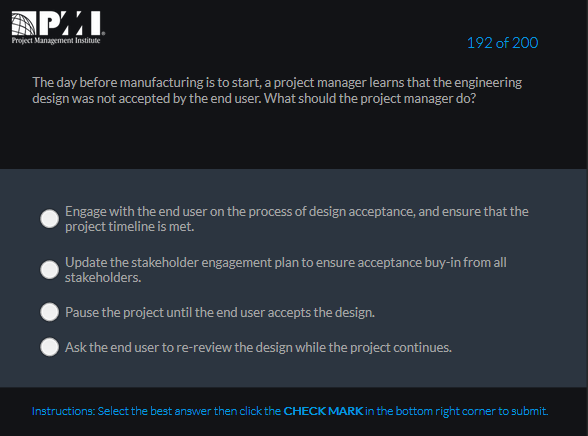 PMI.
Project Management Institute
192 of 200
The day before manufacturing is to start, a project manager learns that the engineering
design was not accepted by the end user. What should the project manager do?
Engage with the end user on the process of design acceptance, and ensure that the
project timeline is met.
Update the stakeholder engagement plan to ensure acceptance buy-in from all
stakeholders.
Pause the project until the end user accepts the design.
Ask the end user to re-review the design while the project continues.
Instructions: Select the best answer then click the CHECK MARK in the bottom right corner to submit.